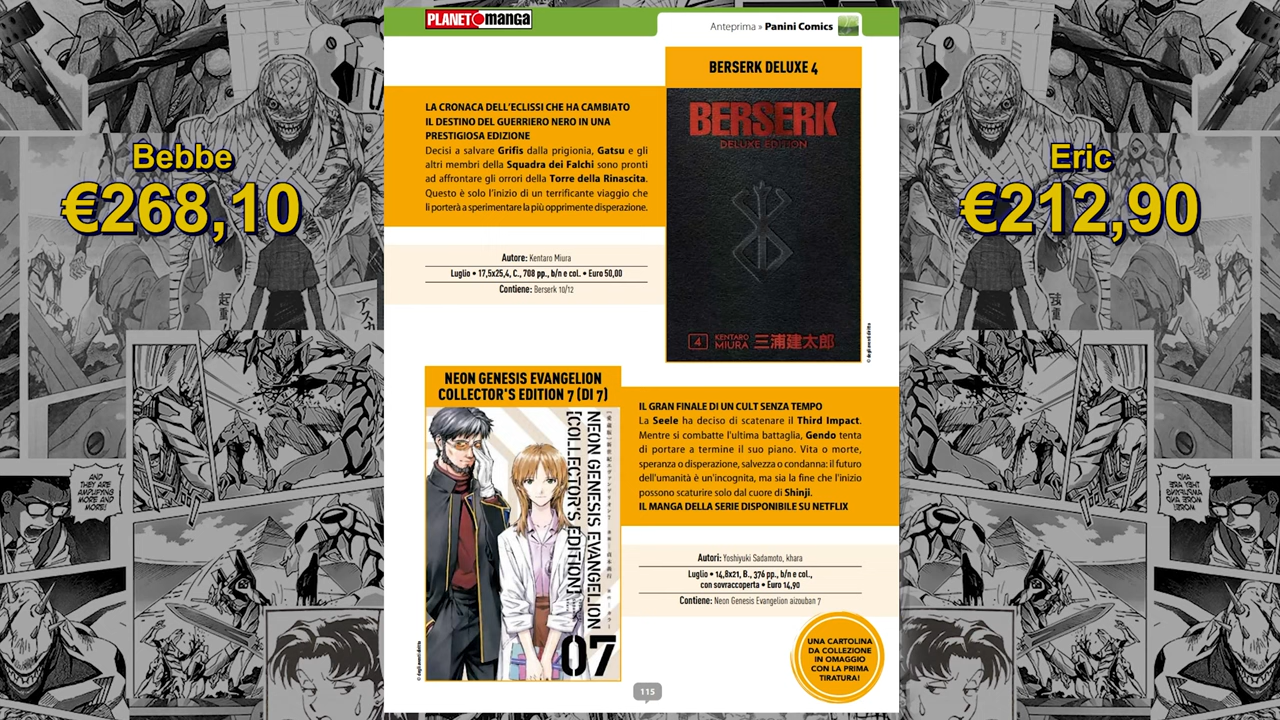 PLANET manga
Anteprima » Panini Comics
BERSERK DELUXE 4
LA CRONACA DELL'ECLISSI CHE HA CAMBIATO
IL DESTINO DEL GUERRIERO NERO IN UNA
PRESTIGIOSA EDIZIONE
Decisi a salvare Grifis dalla prigionia, Gatsu e gli
altri membri della Squadra dei Falchi sono pronti
ad affrontare gli orrori della Torre della Rinascita.
Questo è solo l'inizio di un terrificante viaggio che
li porterà a sperimentare la più opprimente disperazione.
Autore: Kentaro Miura
Luglio • 17,5x25,4, C., 708 pp., b/n e col. • Euro 50,00
Contiene: Berserk 10/12
BERSERK
DELUXE EDITION
4 KENTARO
MIURA 三浦建太郎
© degli aventi diritto
Bebbe
€268,10
Eric
€212,90
NEON GENESIS EVANGELION
COLLECTOR'S EDITION 7 (DI 7)
NEON GENESIS EVANGELION
[COLLECTOR'S EDITION]
07
© degli aventi diritto
IL GRAN FINALE DI UN CULT SENZA TEMPO
La Seele ha deciso di scatenare il Third Impact.
Mentre si combatte l'ultima battaglia, Gendo tenta
di portare a termine il suo piano. Vita o morte,
speranza o disperazione, salvezza o condanna: il futuro
dell'umanità è un'incognita, ma sia la fine che l'inizio
possono scaturire solo dal cuore di Shinji.
IL MANGA DELLA SERIE DISPONIBILE SU NETFLIX
Autori: Yoshiyuki Sadamoto, khara
Luglio • 14,8x21, B., 376 pp., b/n e col.,
con sovraccoperta • Euro 14,90
Contiene: Neon Genesis Evangelion aizouban 7
UNA CARTOLINA
DA COLLEZIONE
IN OMAGGIO
CON LA PRIMA
TIRATURA!
115
AND
THEY ARE
AMPLIFYING
MORE AND
MORE!